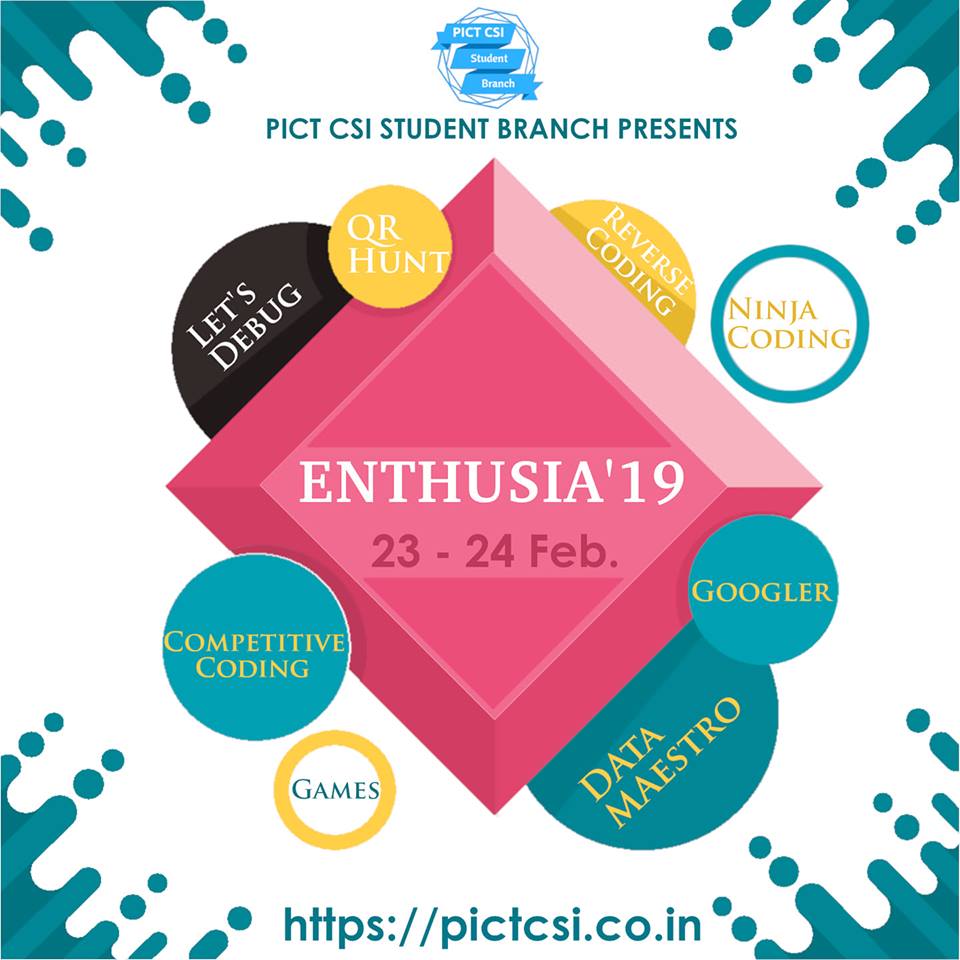 PICT CSI
Student
Branch
PICT CSI STUDENT BRANCH PRESENTS
LET'S
DEBUG
QR
HUNT
REVERSE
CODING
NINJA
CODING
ENTHUSIA'19
23 - 24 Feb.
COMPETITIVE
CODING
GOOGLER
GAMES
DATA
MAESTRO
https://pictcsi.co.in